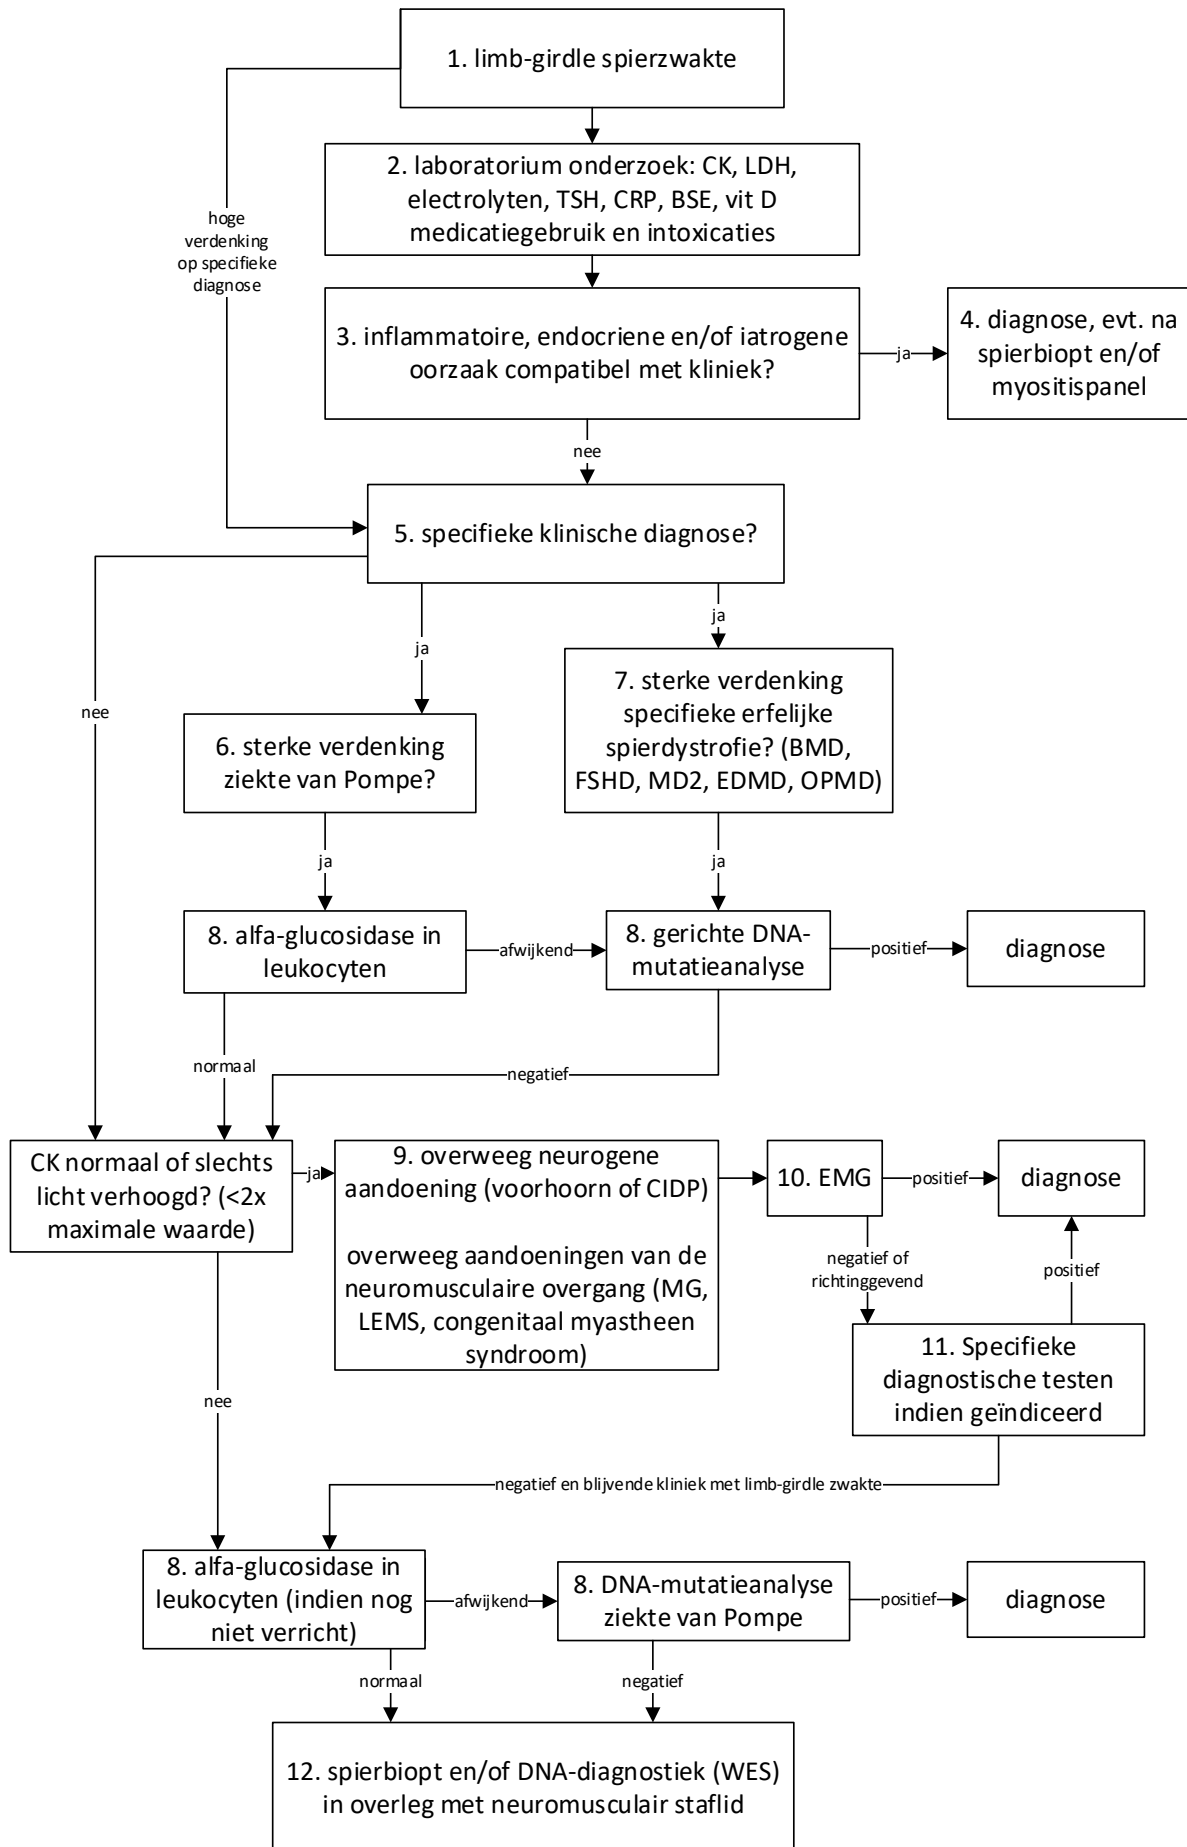 1. limb-girdle spierzwakte
2. laboratorium onderzoek: CK, LDH,
electrolyten, TSH, CRP, BSE, vit D
medicatiegebruik en intoxicaties
hoge
verdenking
op specifieke
diagnose
3. inflammatoire, endocriene en/of iatrogene
oorzaak compatibel met kliniek?
ja
4. diagnose, evt. na
spierbiopt en/of
myositispanel
nee
5. specifieke klinische diagnose?
nee
ja
ja
6. sterke verdenking
ziekte van Pompe?
7. sterke verdenking
specifieke erfelijke
spierdystrofie? (BMD,
FSHD, MD2, EDMD, OPMD)
ja
ja
8. alfa-glucosidase in
leukocyten
afwijkend
8. gerichte DNA-
mutatieanalyse
positief
diagnose
normaal
negatief
CK normaal of slechts
licht verhoogd? (<2x
maximale waarde)
ja
9. overweeg neurogene
aandoening (voorhoorn of CIDP)
overweeg aandoeningen van de
neuromusculaire overgang (MG,
LEMS, congenitaal myastheen
syndroom)
10. EMG
positief
diagnose
negatief of
richtinggevend
positief
11. Specifieke
diagnostische testen
indien geïndiceerd
nee
negatief en blijvende kliniek met limb-girdle zwakte
8. alfa-glucosidase in
leukocyten (indien nog
niet verricht)
afwijkend
8. DNA-mutatieanalyse
ziekte van Pompe
positief
diagnose
normaal
negatief
12. spierbiopt en/of DNA-diagnostiek (WES)
in overleg met neuromusculair staflid